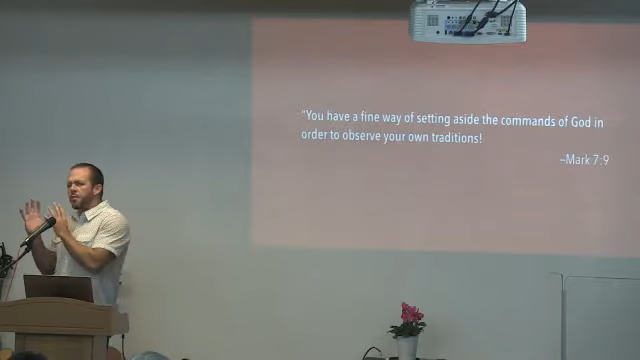 "You have a fine way of setting aside the commands of God in
order to observe your own traditions!
–Mark 7:9